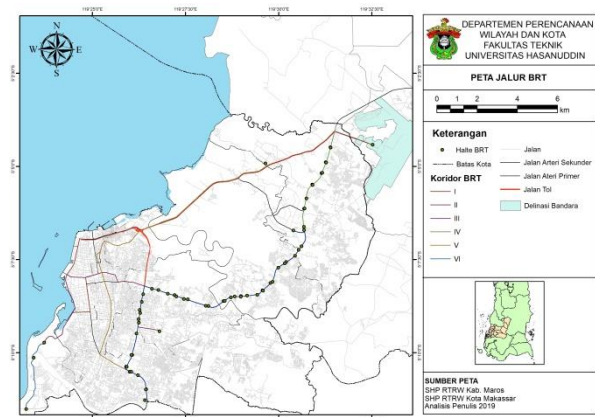 DEPARTEMEN PERENCANAAN
WILAYAH DAN KOTA
FAKULTAS TEKNIK
UNIVERSITAS HASANUDDIN
PETA JALUR BRT
0 1 2 4 6
km
Keterangan
Halte BRT
Batas Kota
Koridor BRT
I
II
III
IV
V
VI
Jalan
Jalan Arteri Sekunder
Jalan Ateri Primer
Jalan Tol
Delinasi Bandara
SUMBER PETA
SHP RTRW Kab. Maros
SHP RTRW Kota Makassar
Analisis Penulis 2019
N
W E
S